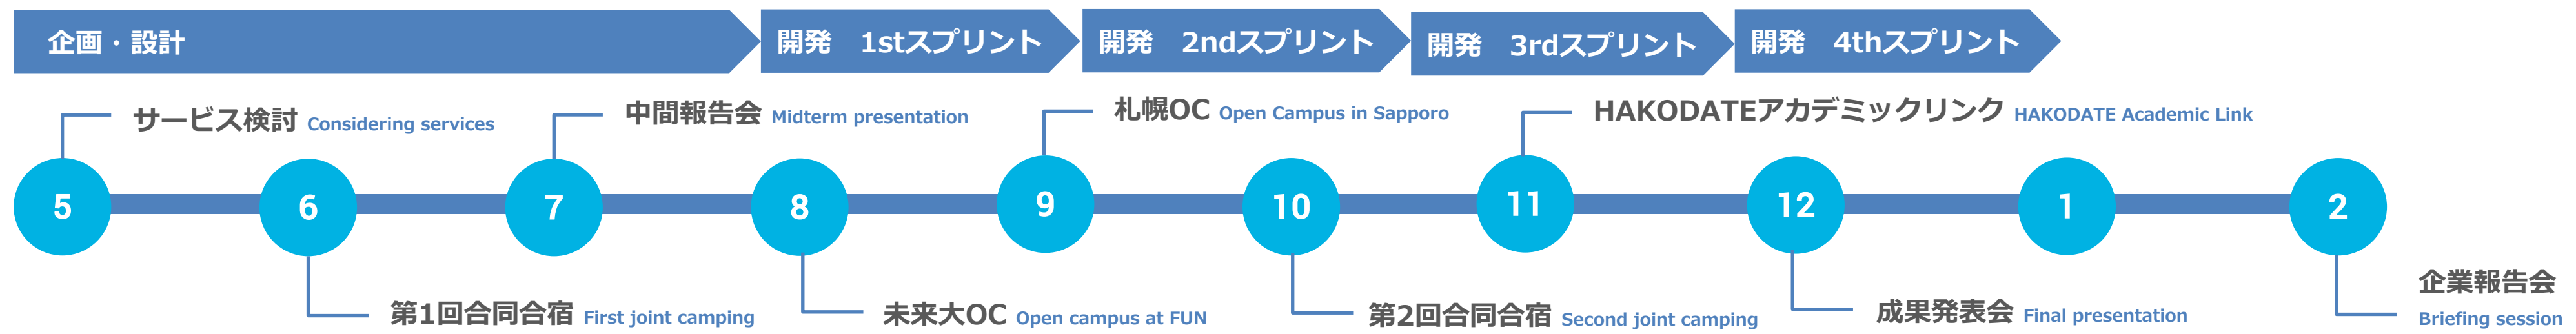 企画・設計
開発　1stスプリント
開発　2ndスプリント
開発　3rdスプリント
開発　4thスプリント
サービス検討 Considering services
中間報告会 Midterm presentation
札幌OC Open Campus in Sapporo
HAKODATEアカデミックリンク HAKODATE Academic Link
5
6
7
8
9
10
11
12
1
2
第1回合同合宿 First joint camping
未来大OC Open campus at FUN
第2回合同合宿 Second joint camping
成果発表会 Final presentation
企業報告会
Briefing session